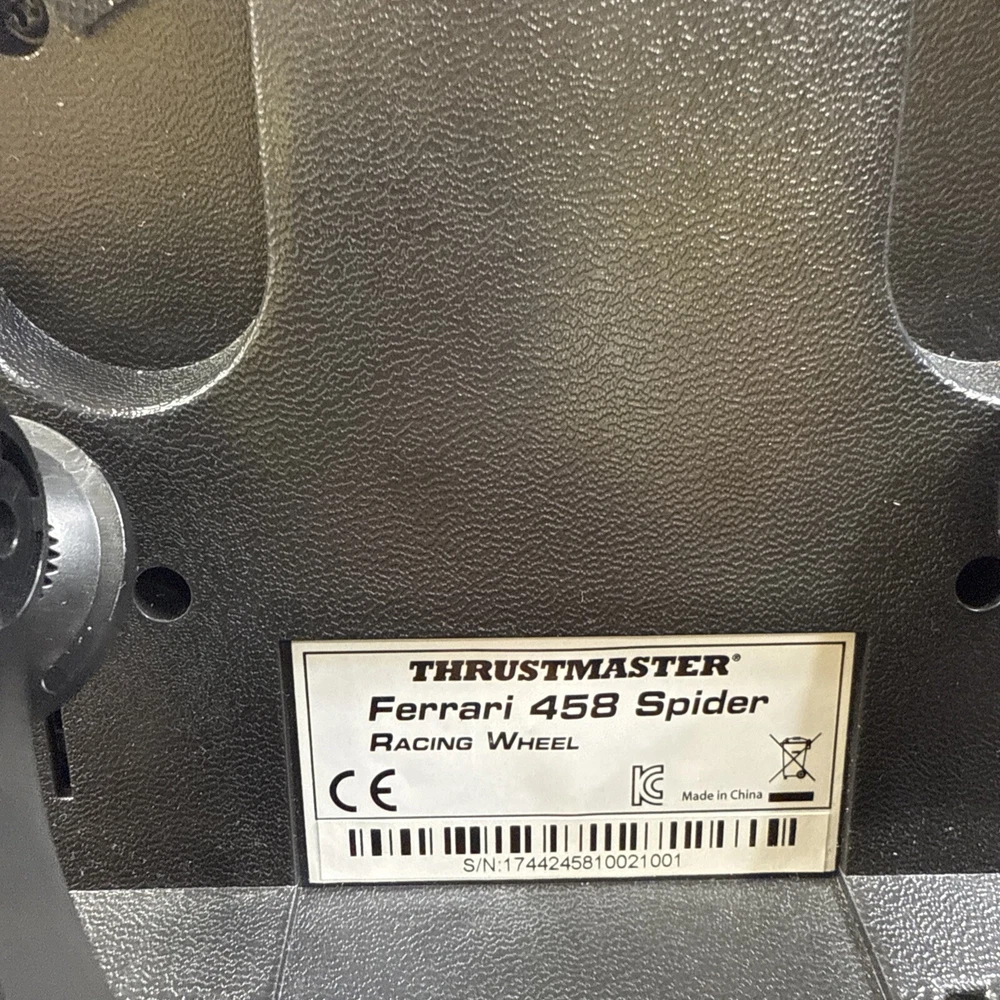 THRUSTMASTER®
Ferrari 458 Spider
RACING WHEEL
CE
Made in China
S/N:1744245810021001